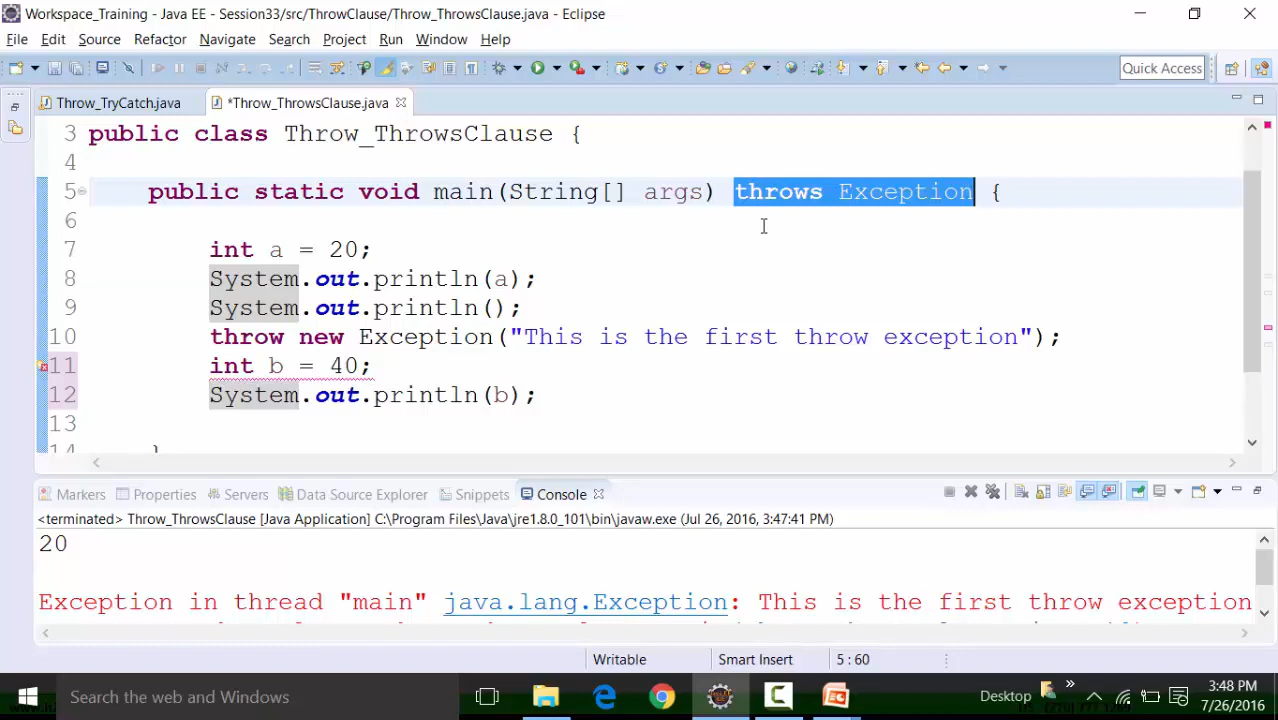 Workspace_Training - Java EE - Session33/src/ThrowClause/Throw_ThrowsClause.java - Eclipse
File Edit Source Refactor Navigate Search Project Run Window Help
Quick Access
Throw_TryCatch.java *Throw_ThrowsClause.java
3 public class Throw_ThrowsClause {
4
5 public static void main(String[] args) throws Exception {
6
7 int a = 20;
8 System.out.println(a);
9 System.out.println();
10 throw new Exception("This is the first throw exception");
11 int b = 40;
12 System.out.println(b);
13
14 }
Markers Properties Servers Data Source Explorer Snippets Console
<terminated> Throw_ThrowsClause [Java Application] C:\Program Files\Java\jre1.8.0_101\bin\javaw.exe (Jul 26, 2016, 3:47:41 PM)
20
Exception in thread "main" java.lang.Exception: This is the first throw exception
Writable Smart Insert 5 : 60
Search the web and Windows
Desktop
3:48 PM
7/26/2016